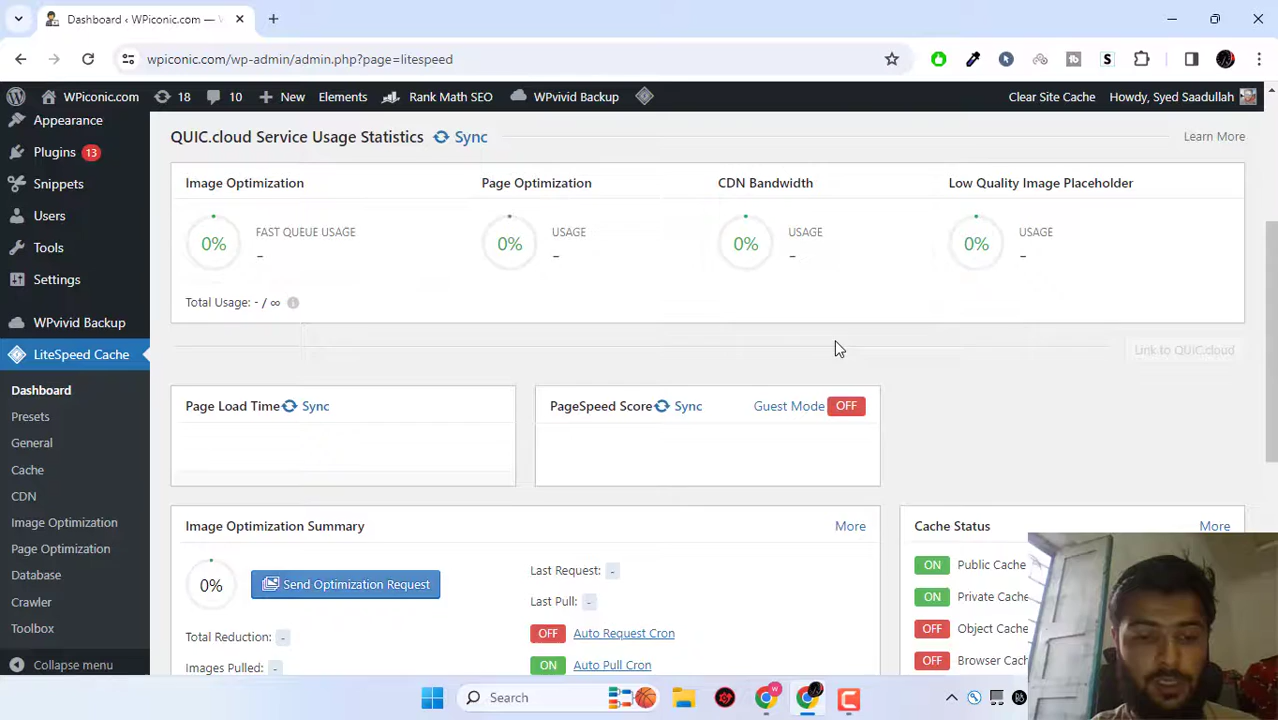 Dashboard ‹ WPiconic.com —
wpiconic.com/wp-admin/admin.php?page=litespeed
WPiconic.com 18 10 New Elements Rank Math SEO WPvivid Backup Clear Site Cache Howdy, Syed Saadullah
Appearance
Plugins 13
Snippets
Users
Tools
Settings
WPvivid Backup
LiteSpeed Cache
Dashboard
Presets
General
Cache
CDN
Image Optimization
Page Optimization
Database
Crawler
Toolbox
Collapse menu
QUIC.cloud Service Usage Statistics Sync Learn More
Image Optimization Page Optimization CDN Bandwidth Low Quality Image Placeholder
0% FAST QUEUE USAGE 0% USAGE 0% USAGE 0% USAGE
- - - -
Total Usage: - / ∞
Link to QUIC.cloud
Page Load Time Sync PageSpeed Score Sync Guest Mode OFF
Image Optimization Summary More Cache Status More
0% Send Optimization Request
Last Request: -
Last Pull: -
OFF Auto Request Cron
ON Auto Pull Cron
Total Reduction: -
Images Pulled: -
ON Public Cache
ON Private Cache
OFF Object Cache
OFF Browser Cac
Search